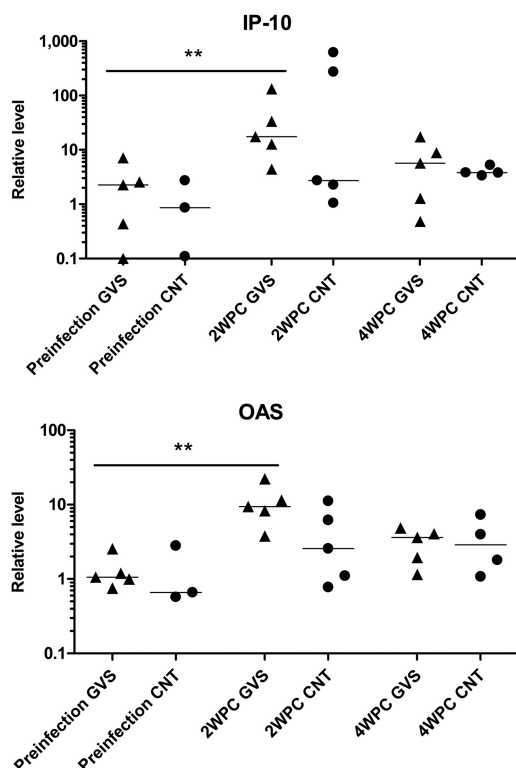 IP-10
Relative level
1,000
100
10
1
0.1
**
Preinfection GVS
Preinfection CNT
2WPC GVS
2WPC CNT
4WPC GVS
4WPC CNT
OAS
Relative level
100
10
1
0.1
**
Preinfection GVS
Preinfection CNT
2WPC GVS
2WPC CNT
4WPC GVS
4WPC CNT